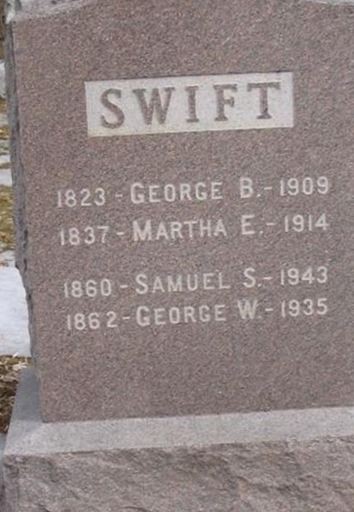 SWIFT
1823 - GEORGE B. - 1909
1837 - MARTHA E. - 1914
1860 - SAMUEL S. - 1943
1862 - GEORGE W. - 1935